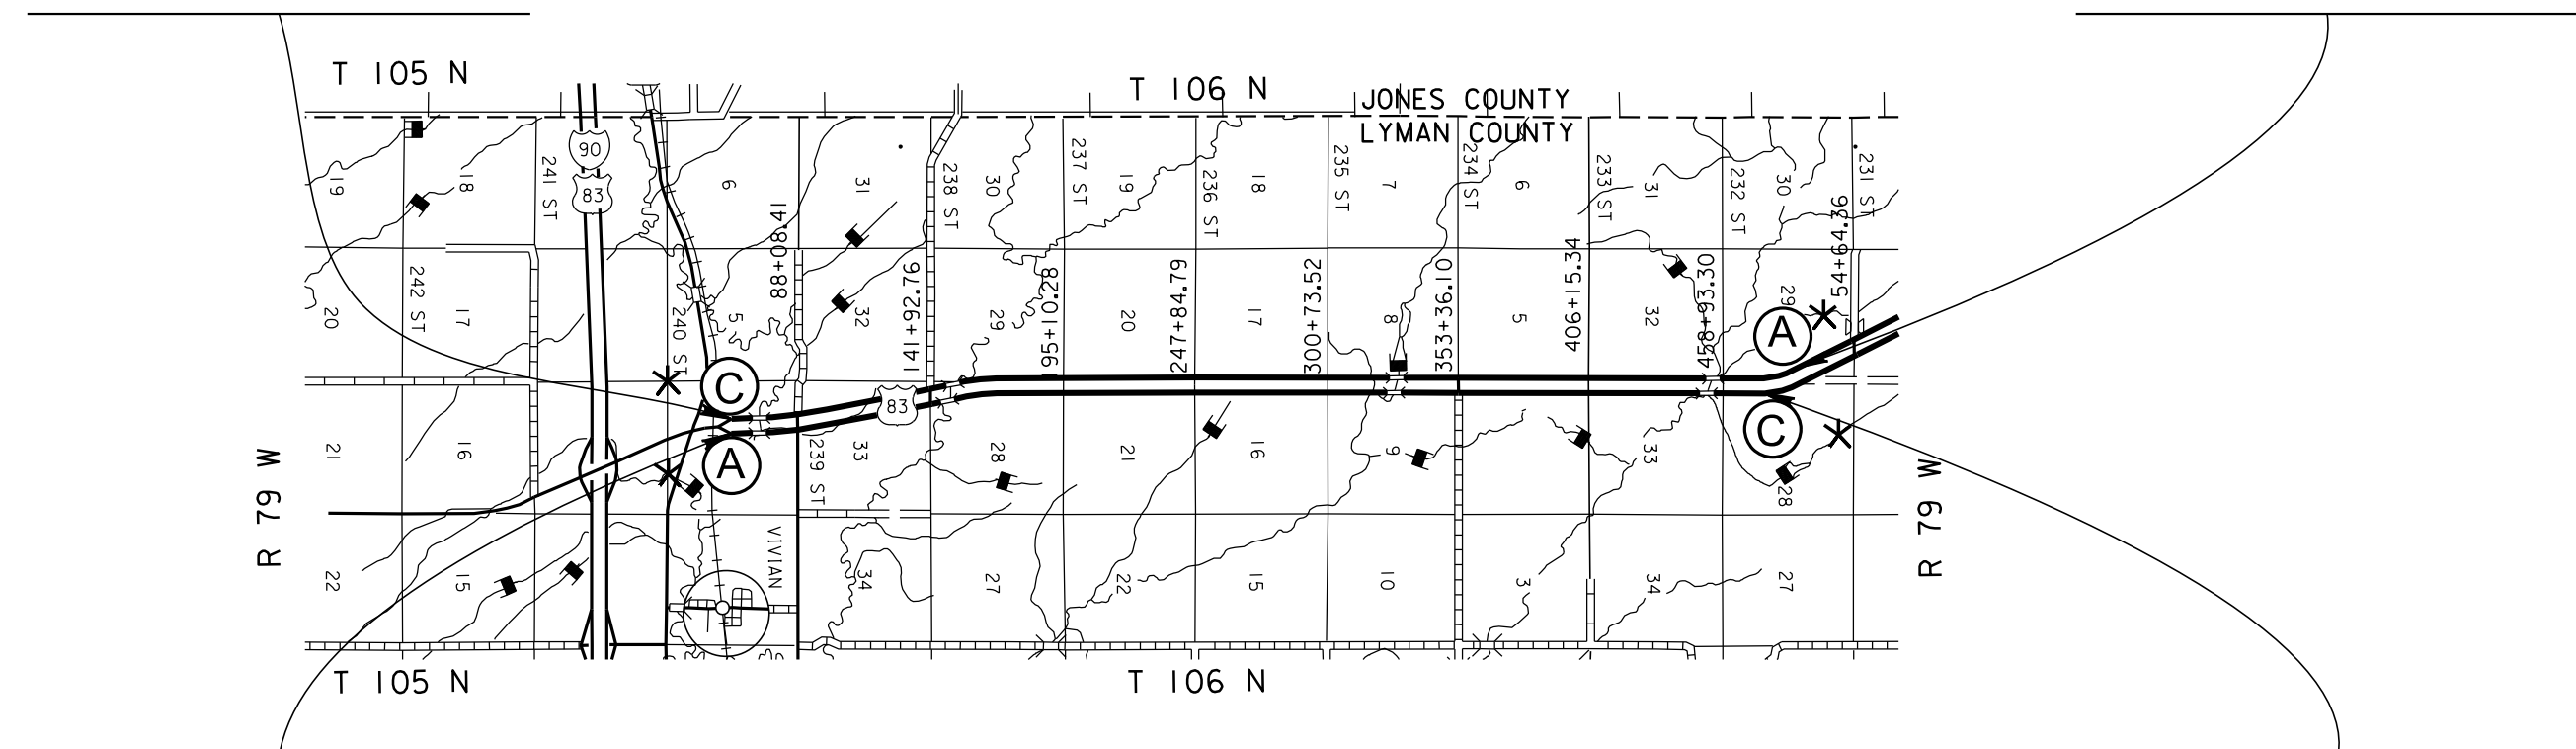 T 105 N
T 106 N
JONES COUNTY
LYMAN COUNTY
90
83
19
18
241 ST
6
31
238 ST
30
237 ST
19
236 ST
18
235 ST
7
234 ST
6
233 ST
31
232 ST
30
231 ST
20
242 ST
17
240 ST
5
88+08.41
32
141+92.76
29
195+10.28
20
247+84.79
17
300+73.52
8
353+36.10
5
406+15.34
32
458+93.30
29
54+64.36
A
C
83
C
A
R 79 W
21
16
239 ST
33
28
21
16
9
33
28
R 79 W
22
15
VIVIAN
34
27
22
15
10
3
34
27
T 105 N
T 106 N